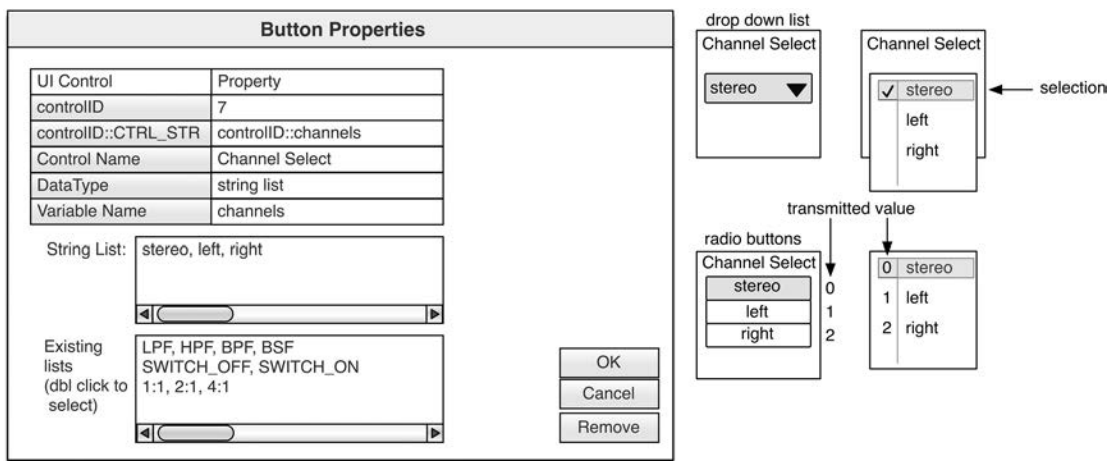 Button Properties
UI Control Property
controlID 7
controlID::CTRL_STR controlID::channels
Control Name Channel Select
DataType string list
Variable Name channels
String List: stereo, left, right
Existing lists (dbl click to select)
LPF, HPF, BPF, BSF
SWITCH_OFF, SWITCH_ON
1:1, 2:1, 4:1
OK
Cancel
Remove
drop down list
Channel Select
stereo
Channel Select
✓ stereo
left
right
selection
transmitted value
radio buttons
Channel Select
stereo 0
left 1
right 2
0 stereo
1 left
2 right